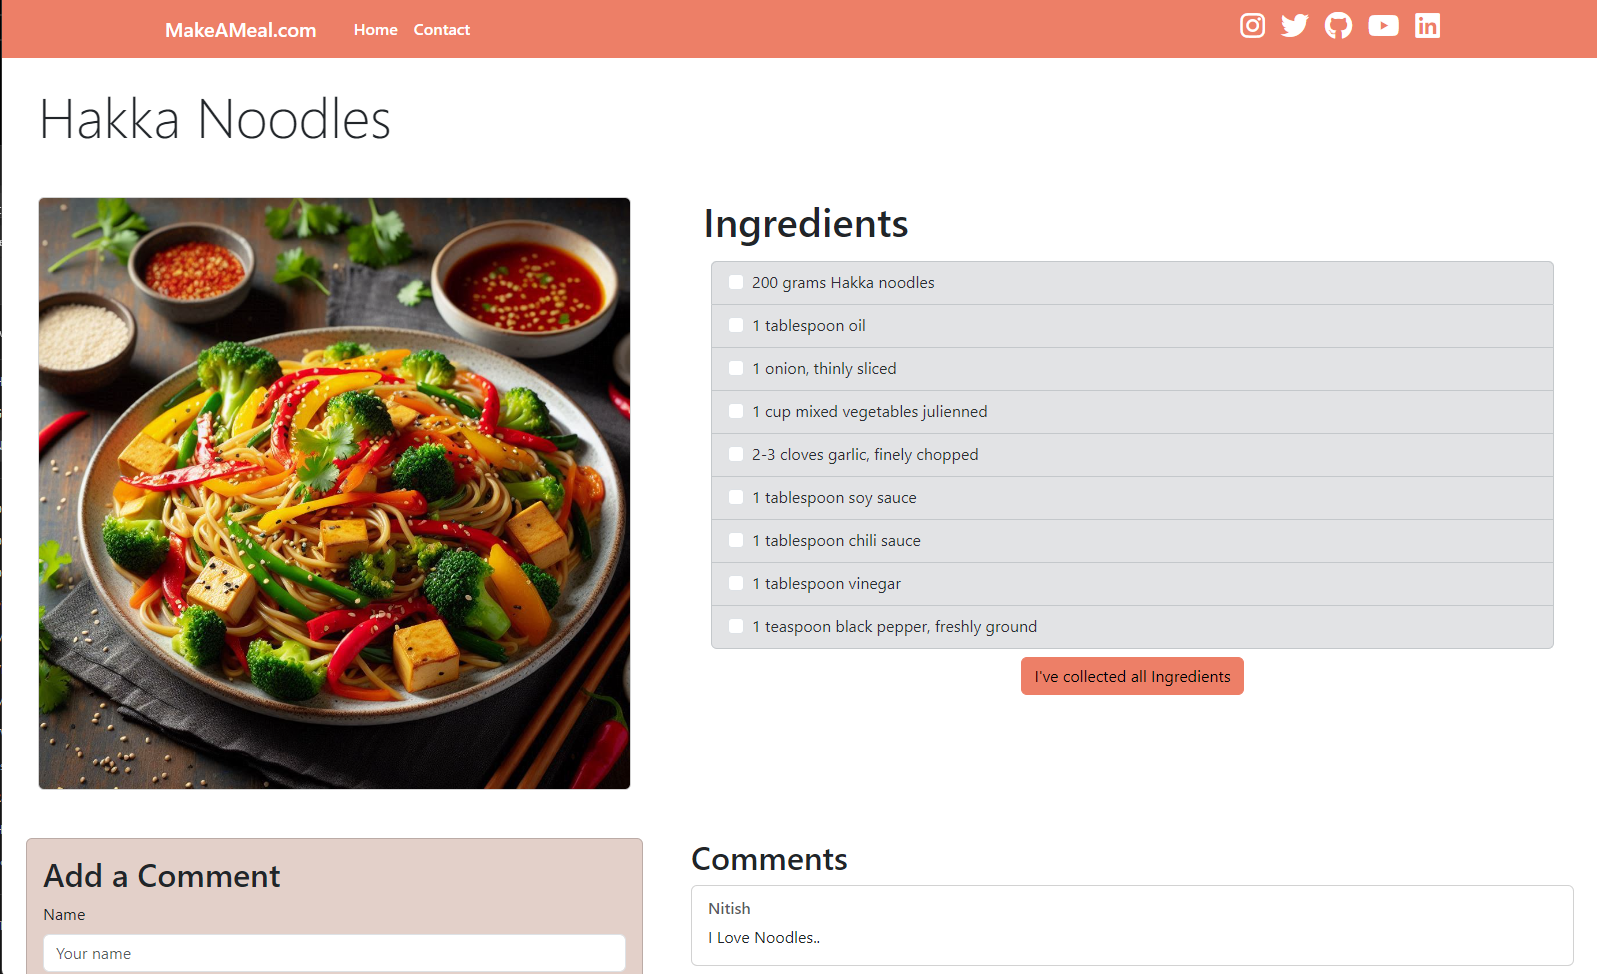 MakeAMeal.com Home Contact
Hakka Noodles
Ingredients
200 grams Hakka noodles
1 tablespoon oil
1 onion, thinly sliced
1 cup mixed vegetables julienned
2-3 cloves garlic, finely chopped
1 tablespoon soy sauce
1 tablespoon chili sauce
1 tablespoon vinegar
1 teaspoon black pepper, freshly ground
I've collected all Ingredients
Add a Comment
Name
Your name
Comments
Nitish
I Love Noodles..